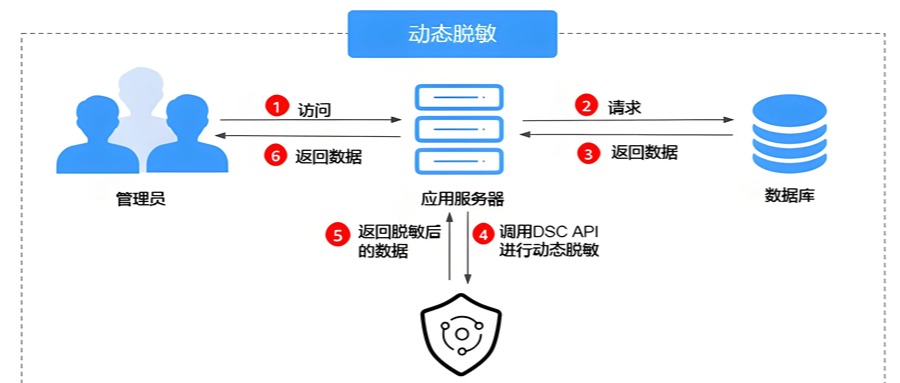 动态脱敏
1 访问
2 请求
6 返回数据
3 返回数据
管理员
应用服务器
数据库
5 返回脱敏后
的数据
4 调用DSC API
进行动态脱敏